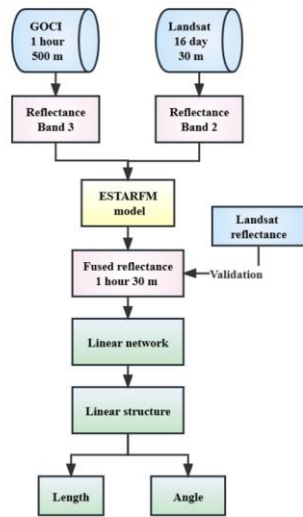 GOCI
1 hour
500 m
Landsat
16 day
30 m
Reflectance
Band 3
Reflectance
Band 2
ESTARFM
model
Landsat
reflectance
Fused reflectance
1 hour 30 m
Validation
Linear network
Linear structure
Length
Angle